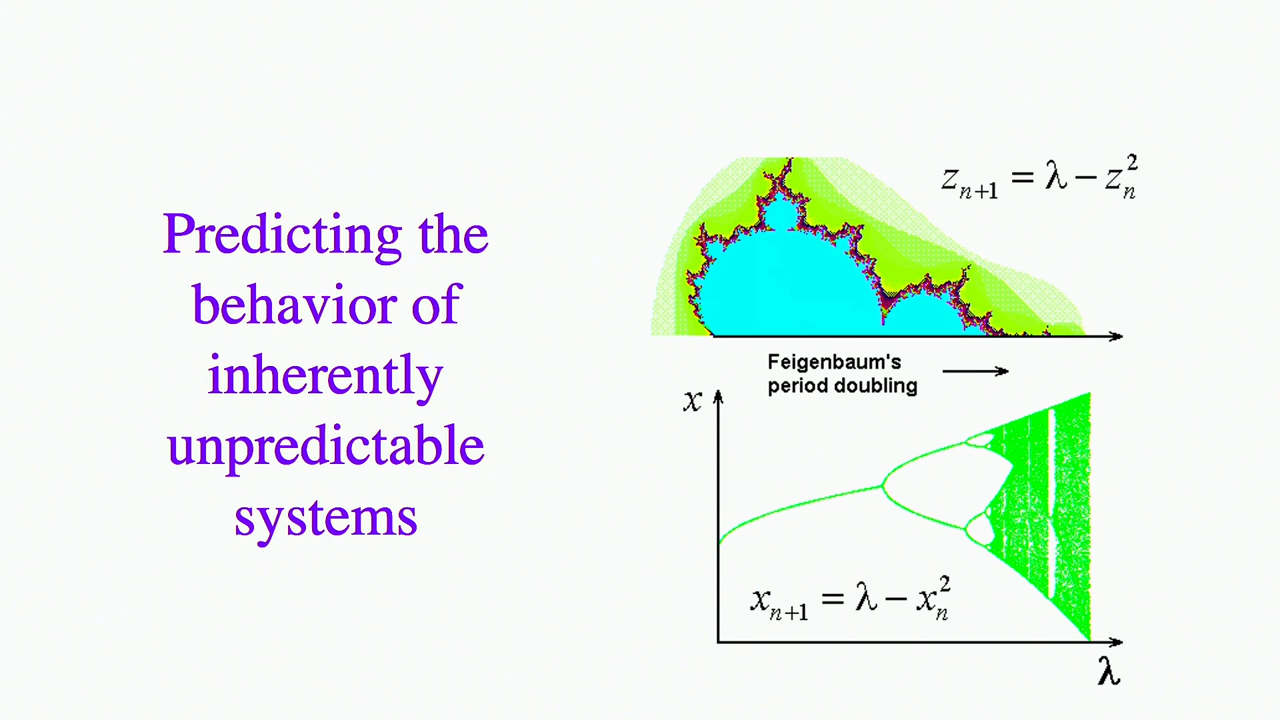 Predicting the
behavior of
inherently
unpredictable
systems
zₙ₊₁ = λ − zₙ²
Feigenbaum's
period doubling
x
xₙ₊₁ = λ − xₙ²
λ